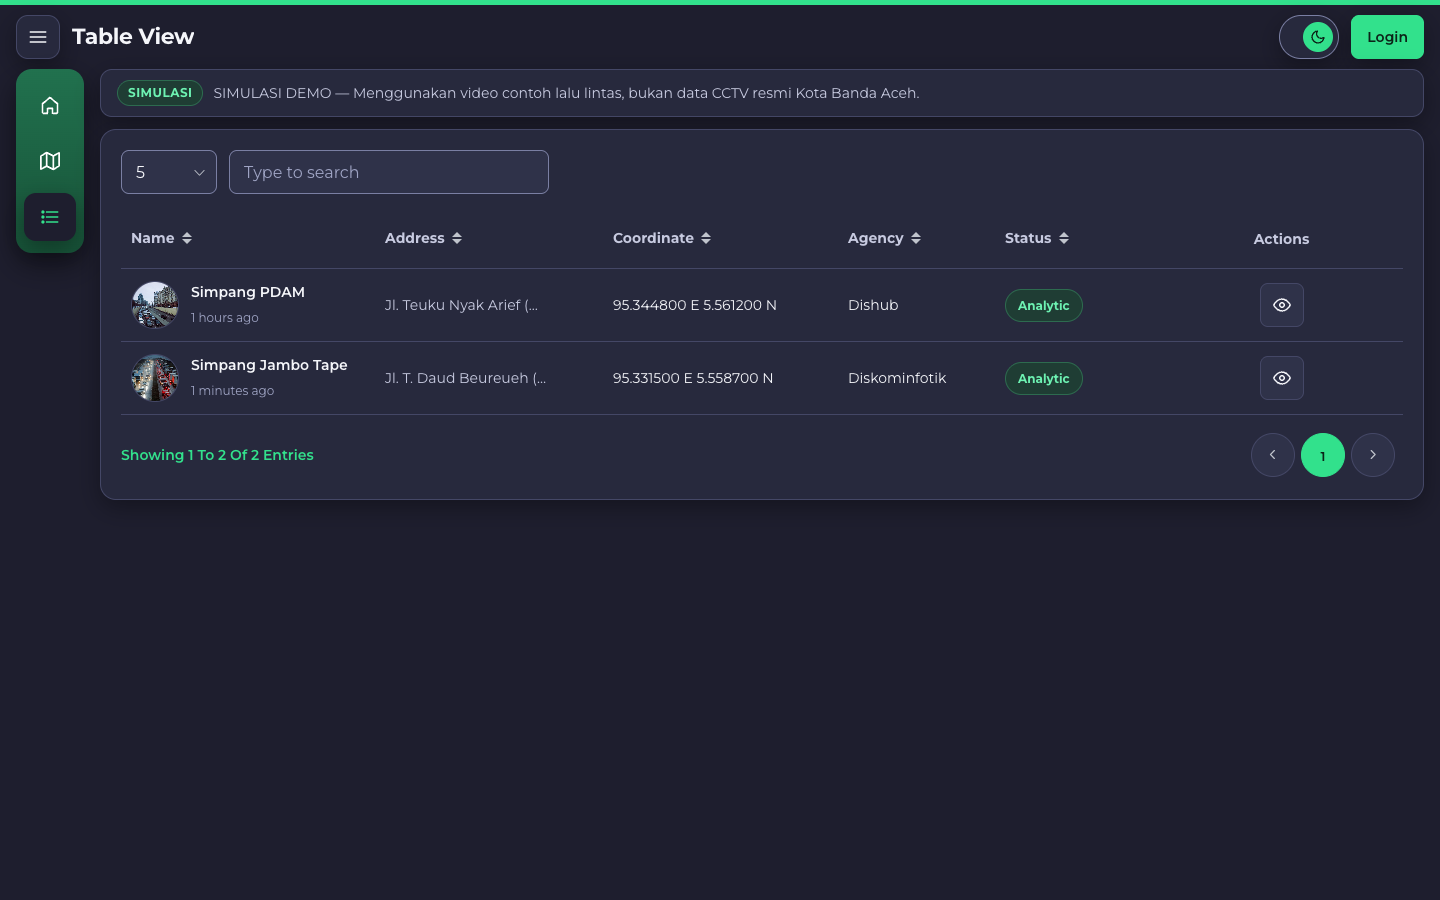 Table View
Login
SIMULASI SIMULASI DEMO — Menggunakan video contoh lalu lintas, bukan data CCTV resmi Kota Banda Aceh.
5 Type to search
Name Address Coordinate Agency Status Actions
Simpang PDAM
1 hours ago
Jl. Teuku Nyak Arief (... 95.344800 E 5.561200 N Dishub Analytic
Simpang Jambo Tape
1 minutes ago
Jl. T. Daud Beureueh (... 95.331500 E 5.558700 N Diskominfotik Analytic
Showing 1 To 2 Of 2 Entries
1